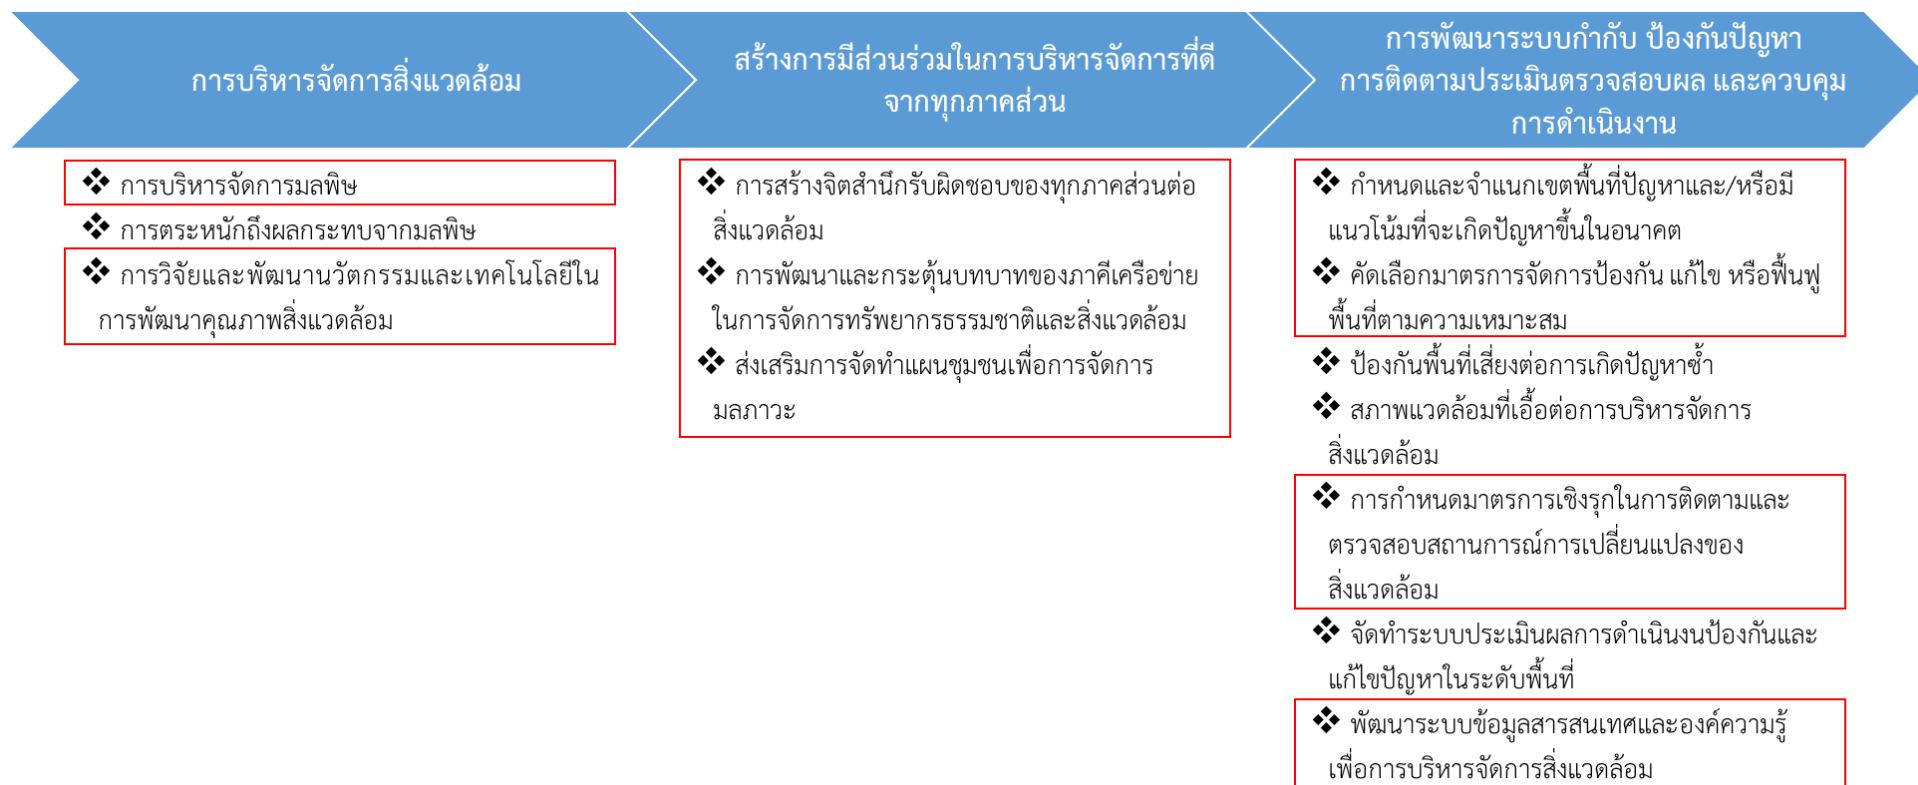 การบริหารจัดการสิ่งแวดล้อม
สร้างการมีส่วนร่วมในการบริหารจัดการที่ดี
จากทุกภาคส่วน
การพัฒนาระบบกำกับ ป้องกันปัญหา
การติดตามประเมินตรวจสอบผล และควบคุม
การดำเนินงาน
❖ การบริหารจัดการมลพิษ
❖ การตระหนักถึงผลกระทบจากมลพิษ
❖ การวิจัยและพัฒนานวัตกรรมและเทคโนโลยีใน
การพัฒนาคุณภาพสิ่งแวดล้อม
❖ การสร้างจิตสำนึกรับผิดชอบของทุกภาคส่วนต่อ
สิ่งแวดล้อม
❖ การพัฒนาและกระตุ้นบทบาทของภาคีเครือข่าย
ในการจัดการทรัพยากรธรรมชาติและสิ่งแวดล้อม
❖ ส่งเสริมการจัดทำแผนชุมชนเพื่อการจัดการ
มลภาวะ
❖ กำหนดและจำแนกเขตพื้นที่ปัญหาและ/หรือมี
แนวโน้มที่จะเกิดปัญหาขึ้นในอนาคต
❖ คัดเลือกมาตรการจัดการป้องกัน แก้ไข หรือฟื้นฟู
พื้นที่ตามความเหมาะสม
❖ ป้องกันพื้นที่เสี่ยงต่อการเกิดปัญหาซ้ำ
❖ สภาพแวดล้อมที่เอื้อต่อการบริหารจัดการ
สิ่งแวดล้อม
❖ การกำหนดมาตรการเชิงรุกในการติดตามและ
ตรวจสอบสถานการณ์การเปลี่ยนแปลงของ
สิ่งแวดล้อม
❖ จัดทำระบบประเมินผลการดำเนินงนป้องกันและ
แก้ไขปัญหาในระดับพื้นที่
❖ พัฒนาระบบข้อมูลสารสนเทศและองค์ความรู้
เพื่อการบริหารจัดการสิ่งแวดล้อม